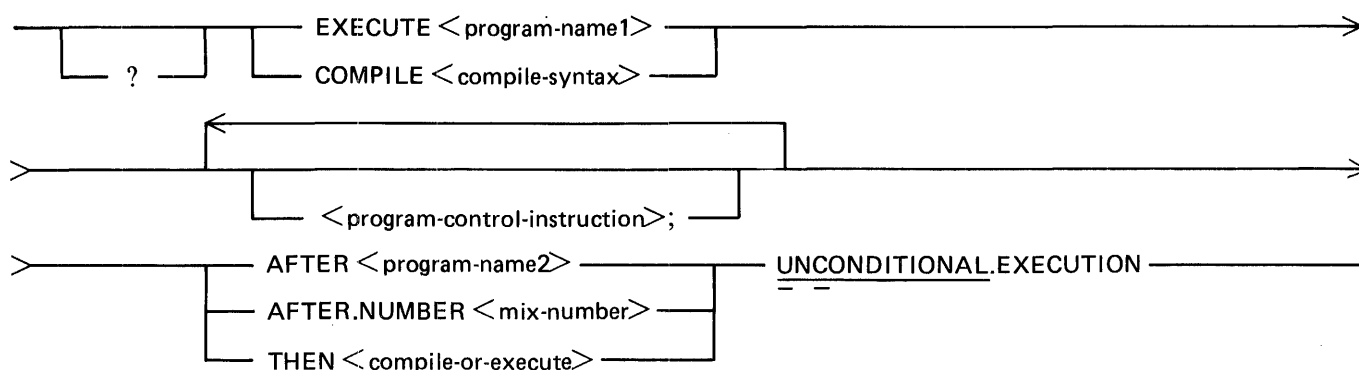 EXECUTE <program-name1>
? COMPILE <compile-syntax>
<program-control-instruction>;
AFTER <program-name2> UNCONDITIONAL.EXECUTION
AFTER.NUMBER <mix-number>
THEN <compile-or-execute>